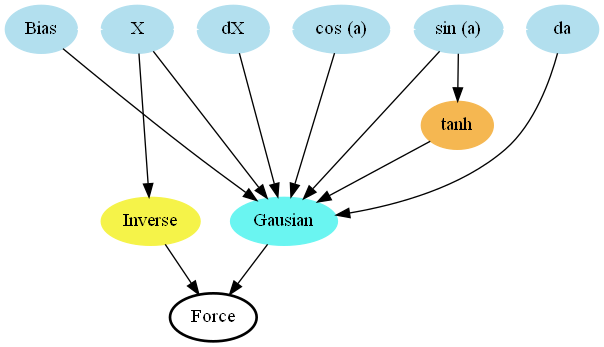 Bias
X
dX
cos (a)
sin (a)
da
tanh
Inverse
Gausian
Force